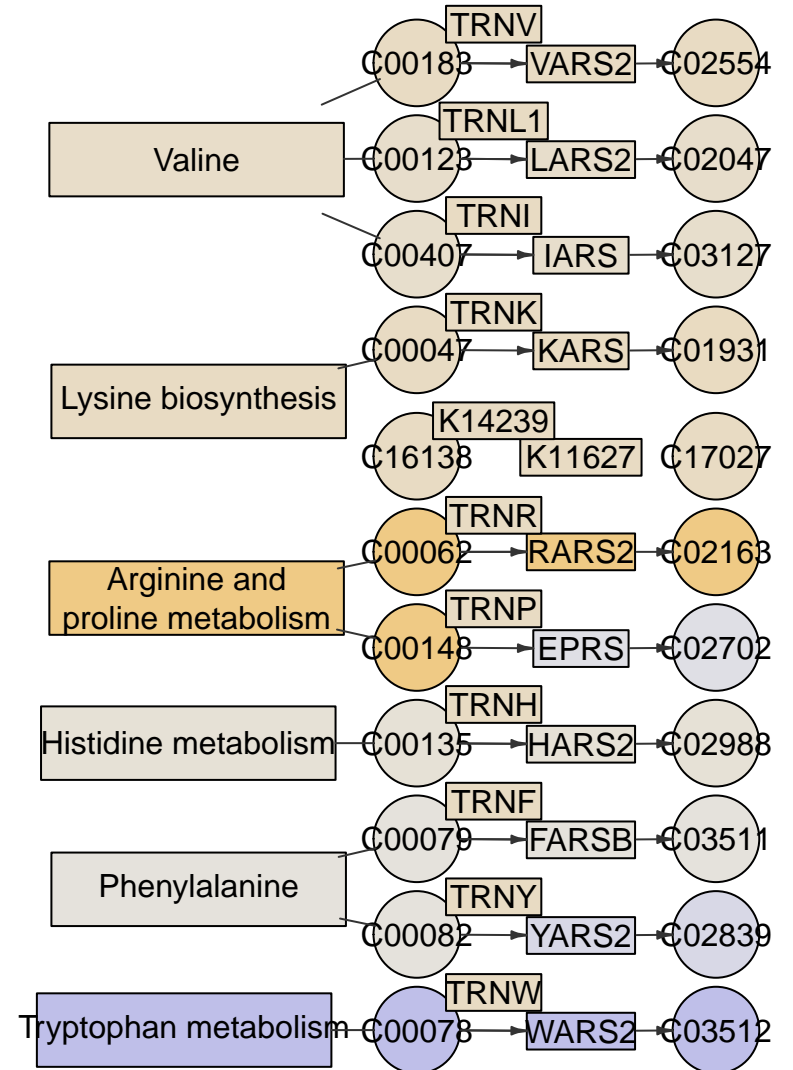 TRNV
C00183 VARS2 C02554
TRNL1
Valine C00123 LARS2 C02047
TRNI
C00407 IARS C03127
TRNK
C00047 KARS C01931
Lysine biosynthesis
K14239
C16138 K11627 C17027
TRNR
C00062 RARS2 C02163
Arginine and
proline metabolism
TRNP
C00148 EPRS C02702
TRNH
Histidine metabolism C00135 HARS2 C02988
TRNF
C00079 FARSB C03511
Phenylalanine
TRNY
C00082 YARS2 C02839
TRNW
Tryptophan metabolism C00078 WARS2 C03512